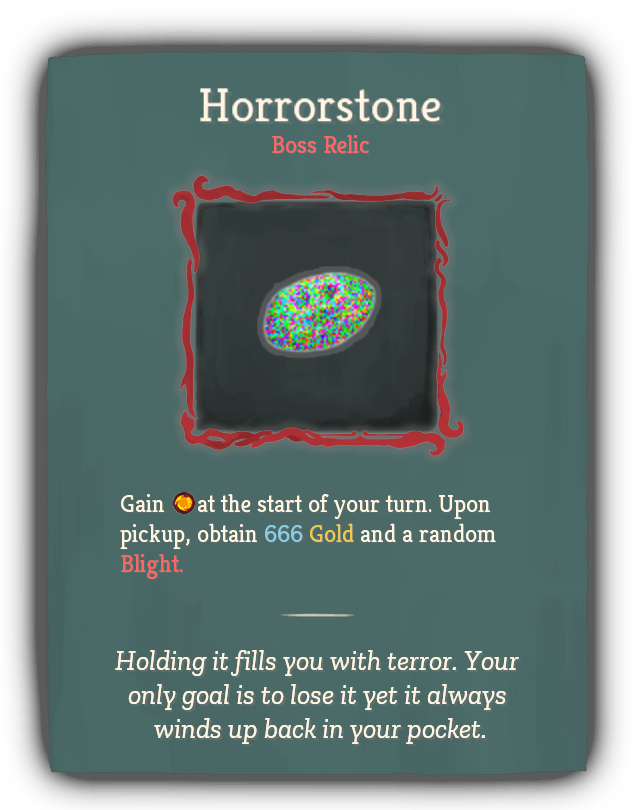 Horrorstone
Boss Relic
Gain at the start of your turn. Upon
pickup, obtain 666 Gold and a random
Blight.
Holding it fills you with terror. Your
only goal is to lose it yet it always
winds up back in your pocket.